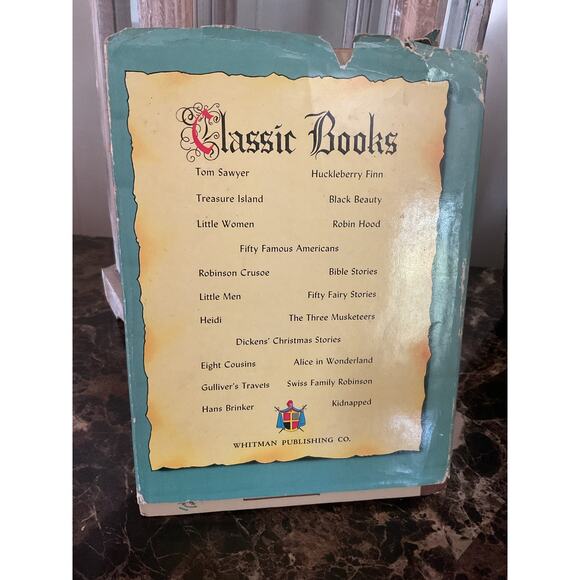 Classic Books
Tom Sawyer Huckleberry Finn
Treasure Island Black Beauty
Little Women Robin Hood
Fifty Famous Americans
Robinson Crusoe Bible Stories
Little Men Fifty Fairy Stories
Heidi The Three Musketeers
Dickens' Christmas Stories
Eight Cousins Alice in Wonderland
Gulliver's Travels Swiss Family Robinson
Hans Brinker Kidnapped
WHITMAN PUBLISHING CO.